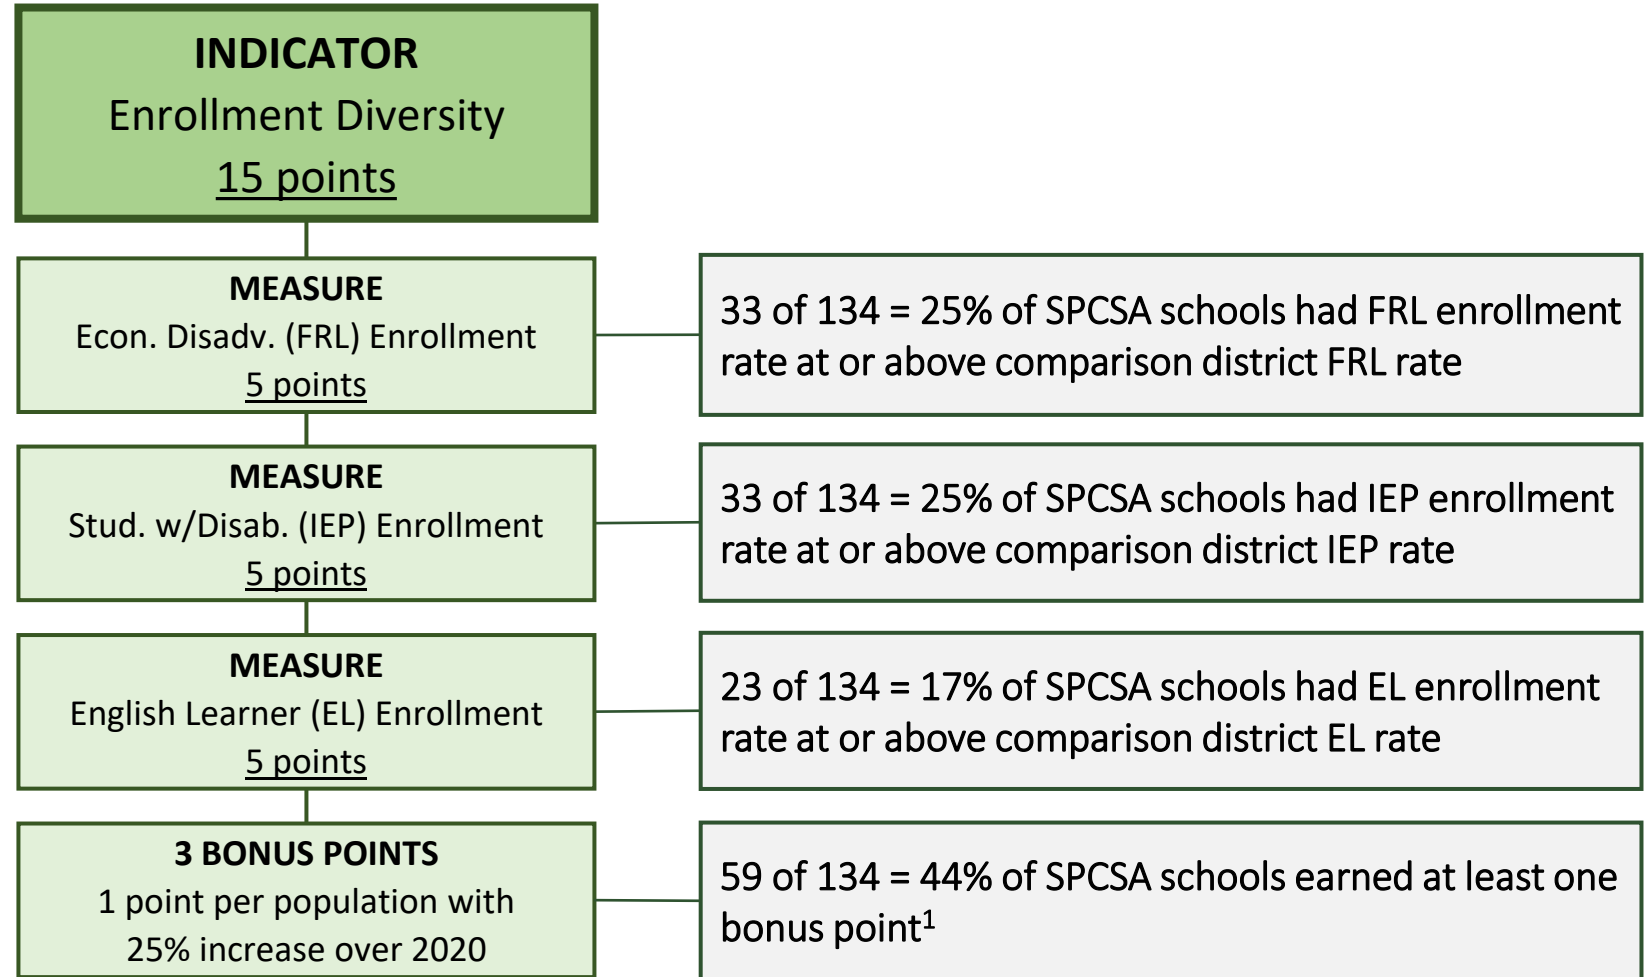 INDICATOR
Enrollment Diversity
15 points
MEASURE
Econ. Disadv. (FRL) Enrollment
5 points
33 of 134 = 25% of SPCSA schools had FRL enrollment
rate at or above comparison district FRL rate
MEASURE
Stud. w/Disab. (IEP) Enrollment
5 points
33 of 134 = 25% of SPCSA schools had IEP enrollment
rate at or above comparison district IEP rate
MEASURE
English Learner (EL) Enrollment
5 points
23 of 134 = 17% of SPCSA schools had EL enrollment
rate at or above comparison district EL rate
3 BONUS POINTS
1 point per population with
25% increase over 2020
59 of 134 = 44% of SPCSA schools earned at least one
bonus point¹